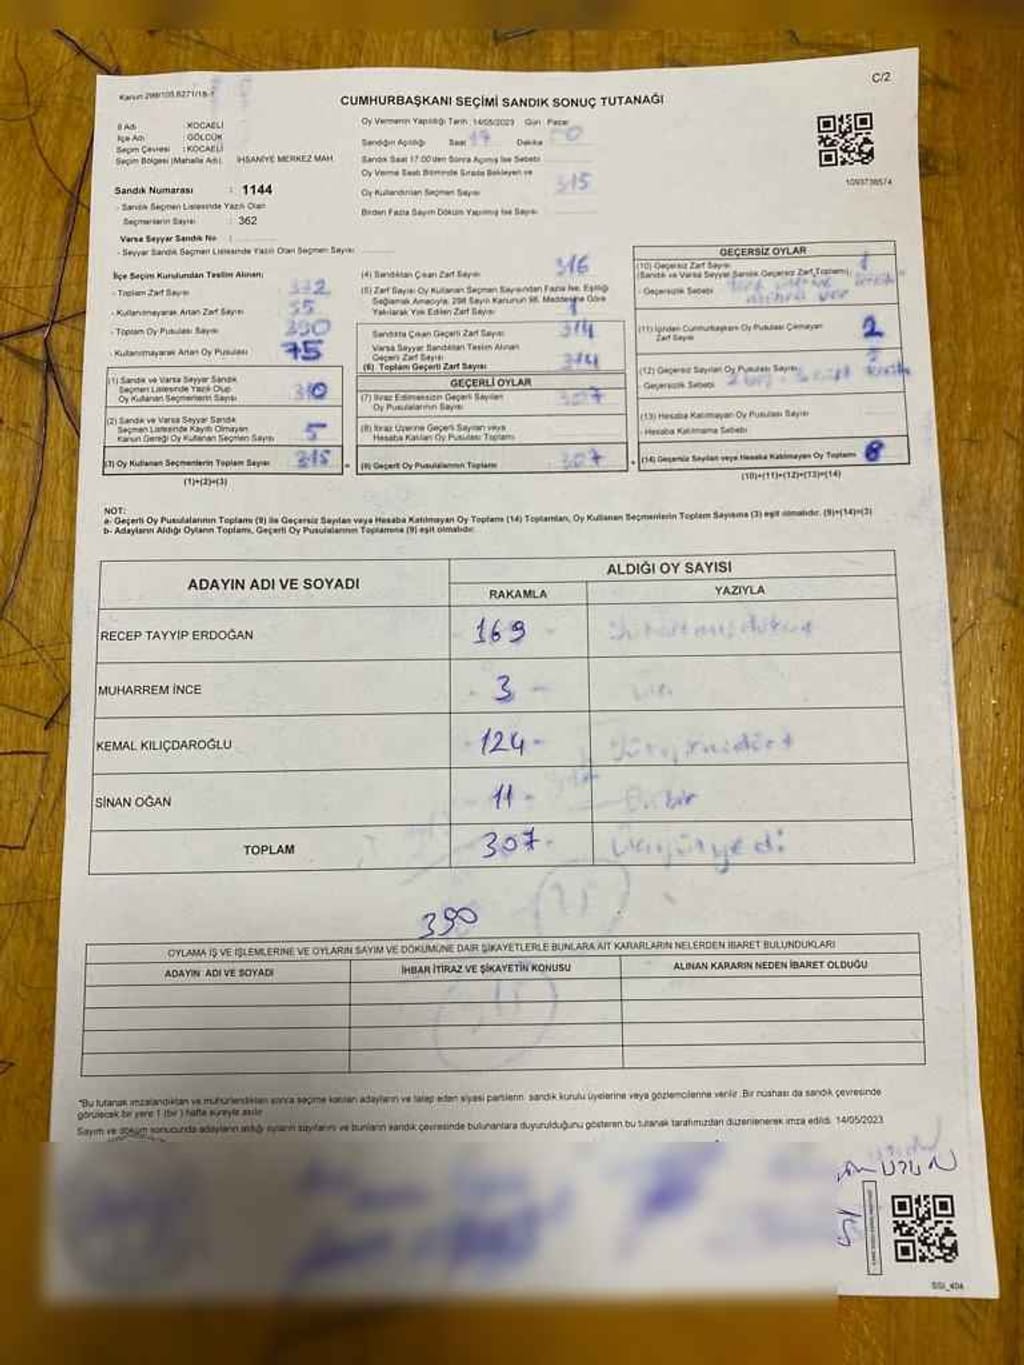 C/2
Kanun 298/105,6271/18-1
CUMHURBAŞKANI SEÇİMİ SANDIK SONUÇ TUTANAĞI
İl Adı : KOCAELİ
İlçe Adı : GÖLCÜK
Seçim Çevresi : KOCAELİ
Seçim Bölgesi (Mahalle Adı) : İHSANİYE MERKEZ MAH.
Sandık Numarası : 1144
- Sandık Seçmen Listesinde Yazılı Olan
Seçmenlerin Sayısı : 362
Varsa Seyyar Sandık No :
- Seyyar Sandık Seçmen Listesinde Yazılı Olan Seçmen Sayısı
Oy Vermenin Yapıldığı Tarih : 14/05/2023 Gün : Pazar
Sandığın Açıldığı Saat 17 Dakika 00
Sandık Saat 17:00'den Sonra Açılmış İse Sebebi
Oy Verme Saati Bitiminde Sırada Bekleyen ve
Oy Kullandırılan Seçmen Sayısı 315
Birden Fazla Sayım Döküm Yapılmış İse Sayısı
1093738574
İlçe Seçim Kurulundan Teslim Alınan;
- Toplam Zarf Sayısı
- Kullanılmayarak Artan Zarf Sayısı 55
- Toplam Oy Pusulası Sayısı 390
- Kullanılmayarak Artan Oy Pusulası 75
(1) Sandık ve Varsa Seyyar Sandık
Seçmen Listesinde Yazılı Olup
Oy Kullanan Seçmenlerin Sayısı 310
(2) Sandık ve Varsa Seyyar Sandık
Seçmen Listesinde Kayıtlı Olmayan
Kanun Gereği Oy Kullanan Seçmen Sayısı 5
(3) Oy Kullanan Seçmenlerin Toplam Sayısı 315
(1)+(2)=(3)
(4) Sandıktan Çıkan Zarf Sayısı 316
(5) Zarf Sayısı Oy Kullanan Seçmen Sayısından Fazla İse, Eşitliği
Sağlamak Amacıyla, 298 Sayılı Kanunun 98. Maddesine Göre
Yakılarak Yok Edilen Zarf Sayısı 1
Sandıkta Çıkan Geçerli Zarf Sayısı 314
Varsa Seyyar Sandıktan Teslim Alınan
Geçerli Zarf Sayısı
(6) Toplam Geçerli Zarf Sayısı 314
GEÇERLİ OYLAR
(7) İtiraz Edilmeksizin Geçerli Sayılan
Oy Pusulalarının Sayısı 307
(8) İtiraz Üzerine Geçerli Sayılan veya
Hesaba Katılan Oy Pusulası Toplamı
(9) Geçerli Oy Pusulalarının Toplamı 307
GEÇERSİZ OYLAR
(10) Geçersiz Zarf Sayısı
(Sandık ve Varsa Seyyar Sandık Geçersiz Zarf Toplamı) 1
- Geçersizlik Sebebi
(11) İçinden Cumhurbaşkanı Oy Pusulası Çıkmayan
Zarf Sayısı 2
(12) Geçersiz Sayılan Oy Pusulası Sayısı
Geçersizlik Sebebi
(13) Hesaba Katılmayan Oy Pusulası Sayısı
- Hesaba Katılmama Sebebi
(14) Geçersiz Sayılan veya Hesaba Katılmayan Oy Toplamı 8
(10)+(11)+(12)+(13)=(14)
NOT:
a- Geçerli Oy Pusulalarının Toplamı (9) ile Geçersiz Sayılan veya Hesaba Katılmayan Oy Toplamı (14) Toplamları, Oy Kullanan Seçmenlerin Toplam Sayısına (3) eşit olmalıdır. (9)+(14)=(3)
b- Adayların Aldığı Oyların Toplamı, Geçerli Oy Pusulalarının Toplamına (9) eşit olmalıdır.
ADAYIN ADI VE SOYADI ALDIĞI OY SAYISI
RAKAMLA YAZIYLA
RECEP TAYYİP ERDOĞAN 169
MUHARREM İNCE 3
KEMAL KILIÇDAROĞLU 124 Yüzyirmidört
SİNAN OĞAN 11 Onbir
TOPLAM 307 Üçyüzyedi
390
OYLAMA İŞ VE İŞLEMLERİNE VE OYLARIN SAYIM VE DÖKÜMÜNE DAİR ŞİKAYETLERLE BUNLARA AİT KARARLARIN NELERDEN İBARET BULUNDUKLARI
ADAYIN ADI VE SOYADI İHBAR İTİRAZ VE ŞİKAYETİN KONUSU ALINAN KARARIN NEDEN İBARET OLDUĞU
"Bu tutanak imzalandıktan ve mühürlendikten sonra seçime katılan adayların ve talep eden siyasi partilerin sandık kurulu üyelerine veya gözlemcilerine verilir. Bir nüshası da sandık çevresinde
görülecek bir yere 1 (bir) hafta süreyle asılır.
Sayım ve döküm sonucunda adayların aldığı oyların sayılarını ve bunların sandık çevresinde bulunanlara duyurulduğunu gösteren bu tutanak tarafımızdan düzenlenerek imza edildi. 14/05/2023